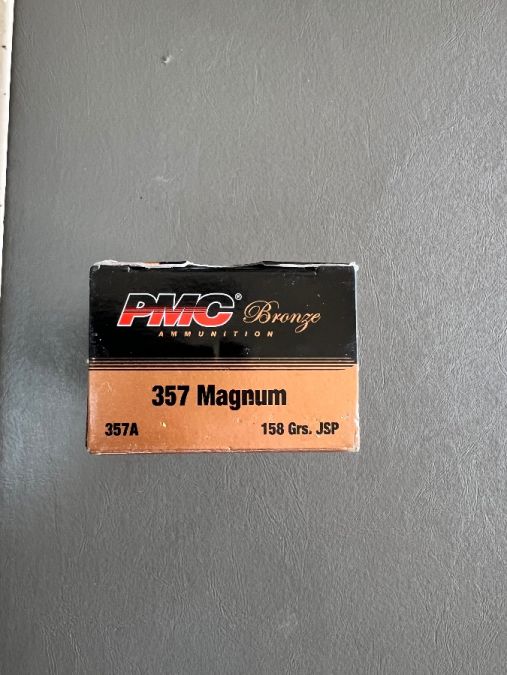 PMC® Bronze
AMMUNITION
357 Magnum
357A 158 Grs. JSP